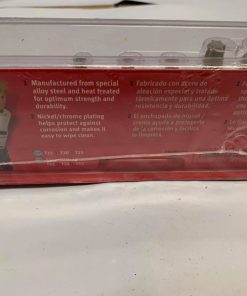 Manufactured from special
alloy steel and heat treated
for optimum strength and
durability.
Nickel/chrome plating
helps protect against
corrosion and makes it
easy to wipe clean.
Fabricado con acero de
aleación especial y tratado
térmicamente para una óptima
resistencia y durabilidad.
El enchapado de níquel /
cromo ayuda a protegerla
de la corrosión y facilita
la limpieza.